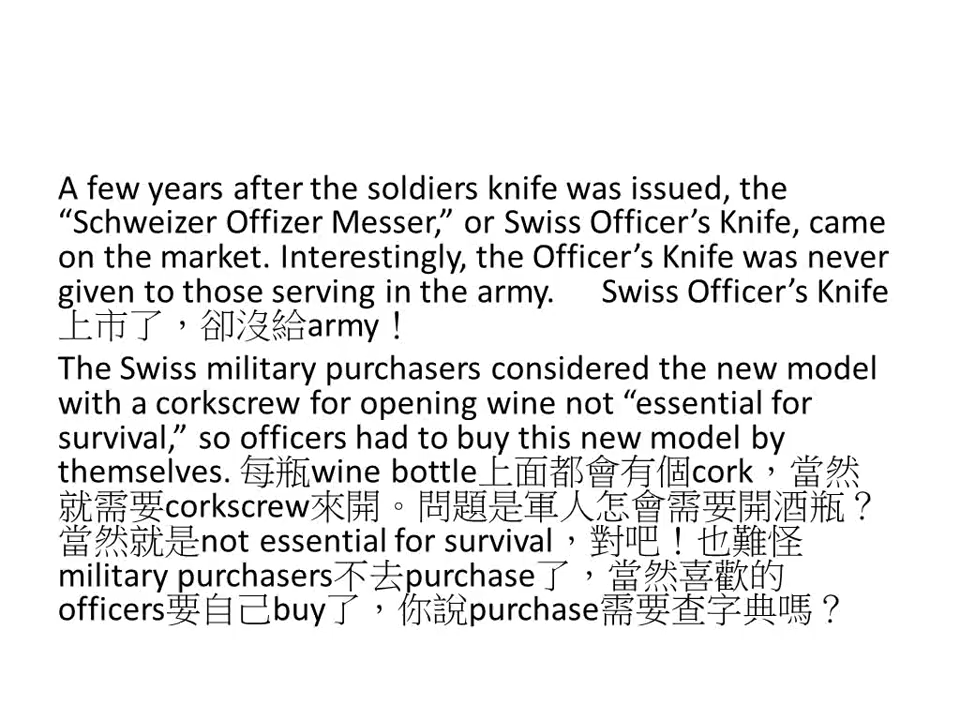 A few years after the soldiers knife was issued, the
“Schweizer Offizer Messer,” or Swiss Officer’s Knife, came
on the market. Interestingly, the Officer’s Knife was never
given to those serving in the army. Swiss Officer’s Knife
上市了，卻沒給army！
The Swiss military purchasers considered the new model
with a corkscrew for opening wine not “essential for
survival,” so officers had to buy this new model by
themselves. 每瓶wine bottle上面都會有個cork，當然
就需要corkscrew來開。問題是軍人怎會需要開酒瓶？
當然就是not essential for survival，對吧！也難怪
military purchasers不去purchase了，當然喜歡的
officers要自己buy了，你說purchase需要查字典嗎？